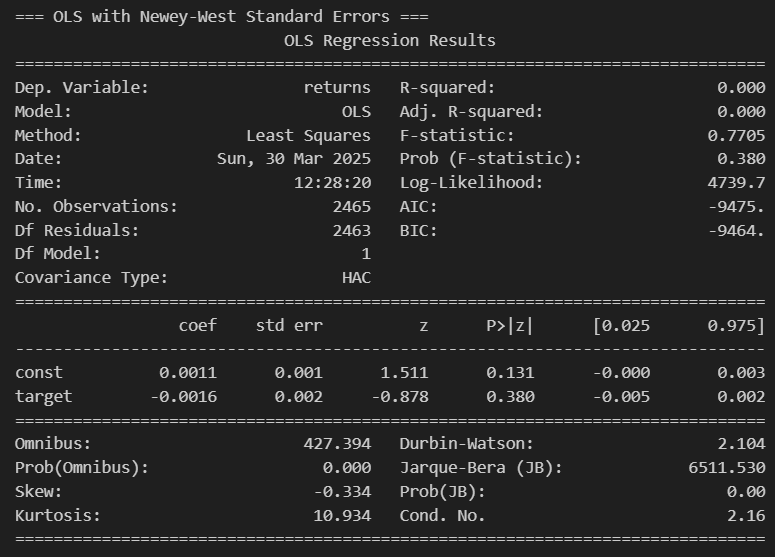 === OLS with Newey-West Standard Errors ===
                            OLS Regression Results
==============================================================================
Dep. Variable:                returns   R-squared:                       0.000
Model:                            OLS   Adj. R-squared:                  0.000
Method:                 Least Squares   F-statistic:                    0.7705
Date:                Sun, 30 Mar 2025   Prob (F-statistic):              0.380
Time:                        12:28:20   Log-Likelihood:                 4739.7
No. Observations:                2465   AIC:                            -9475.
Df Residuals:                    2463   BIC:                            -9464.
Df Model:                           1
Covariance Type:                  HAC
==============================================================================
                 coef    std err          z      P>|z|      [0.025      0.975]
------------------------------------------------------------------------------
const          0.0011      0.001      1.511      0.131      -0.000       0.003
target        -0.0016      0.002     -0.878      0.380      -0.005       0.002
==============================================================================
Omnibus:                      427.394   Durbin-Watson:                   2.104
Prob(Omnibus):                  0.000   Jarque-Bera (JB):             6511.530
Skew:                          -0.334   Prob(JB):                         0.00
Kurtosis:                      10.934   Cond. No.                         2.16
==============================================================================